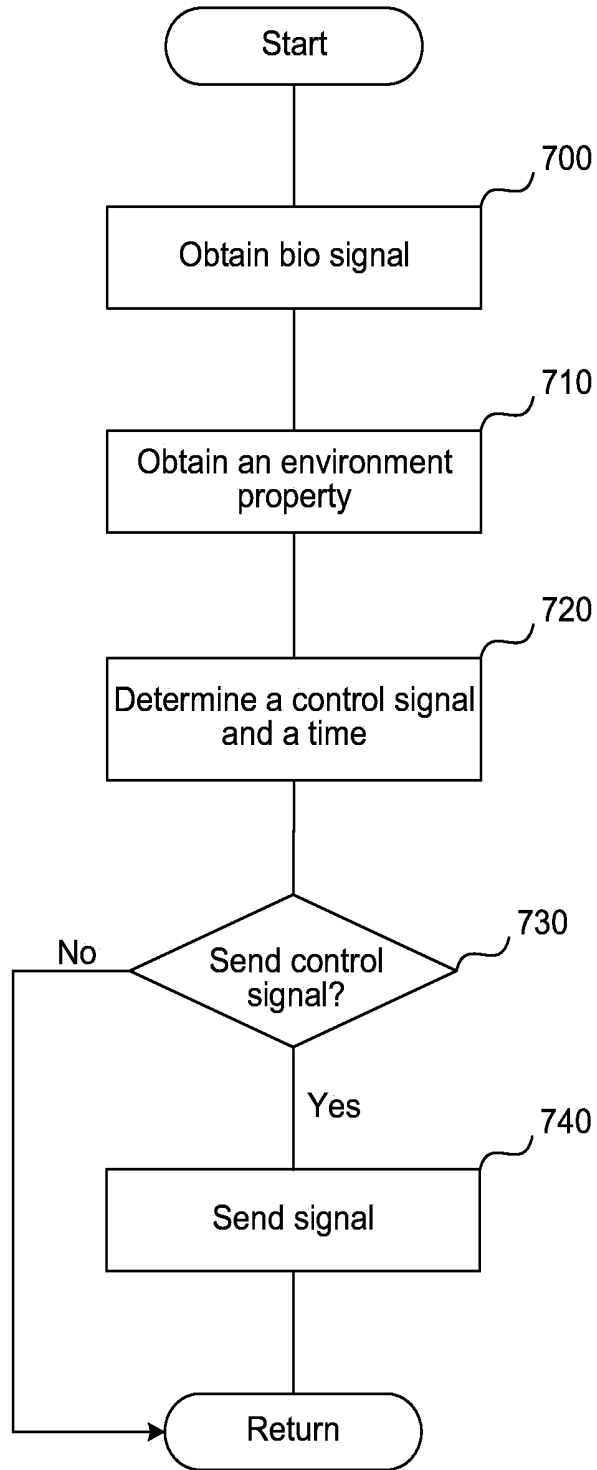 Start
700
Obtain bio signal
710
Obtain an environment
property
720
Determine a control signal
and a time
730
No
Send control
signal?
Yes
740
Send signal
Return